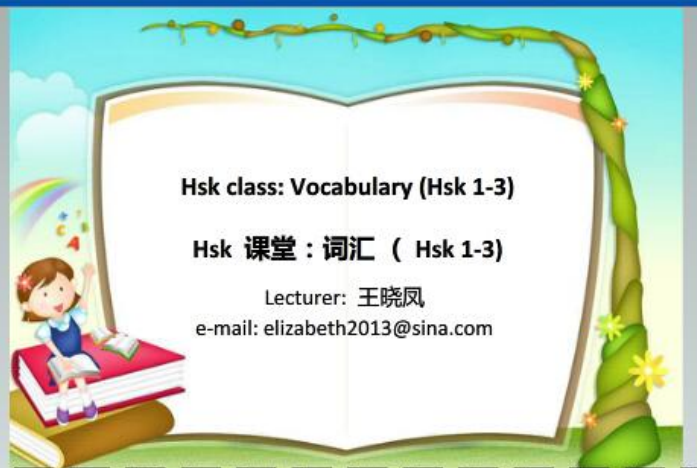 Hsk class: Vocabulary (Hsk 1-3)
Hsk 课堂：词汇 （ Hsk 1-3)
Lecturer: 王晓凤
e-mail: elizabeth2013@sina.com